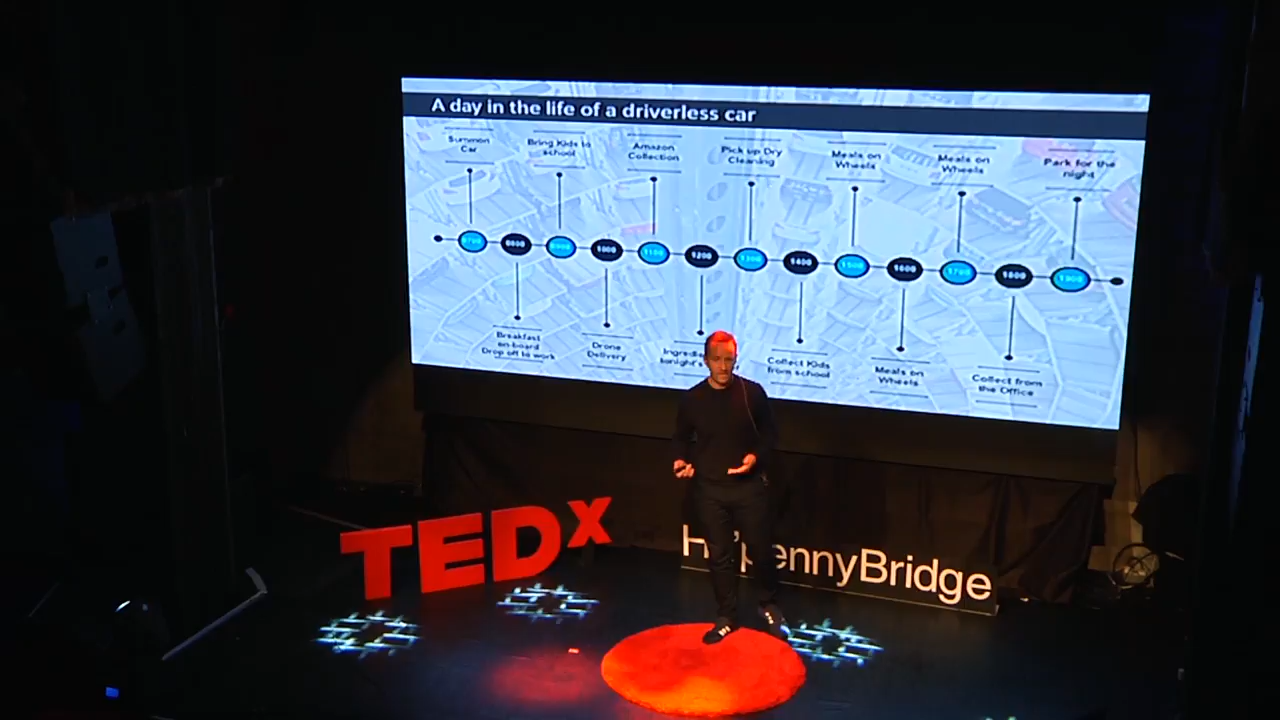 A day in the life of a driverless car
Summon
Car
Bring Kids to
school
Amazon
Collection
Pick up Dry
Cleaning
Meals on
Wheels
Meals on
Wheels
Park for the
night
0700
0800
0900
1000
1100
1200
1300
1400
1500
1600
1700
1800
1900
Breakfast
on-board
Drop off to work
Drone
Delivery
tonight's
Collect Kids
from school
Meals on
Wheels
Collect from
the Office
TEDx
H'pennyBridge